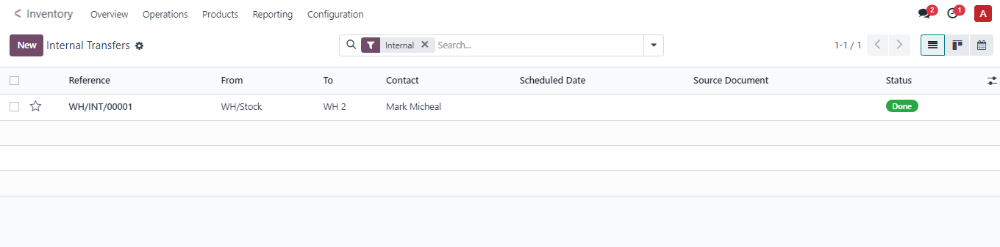 Inventory Overview Operations Products Reporting Configuration 2 1 A
New Internal Transfers Internal Search... 1-1 / 1
Reference From To Contact Scheduled Date Source Document Status
WH/INT/00001 WH/Stock WH 2 Mark Micheal Done